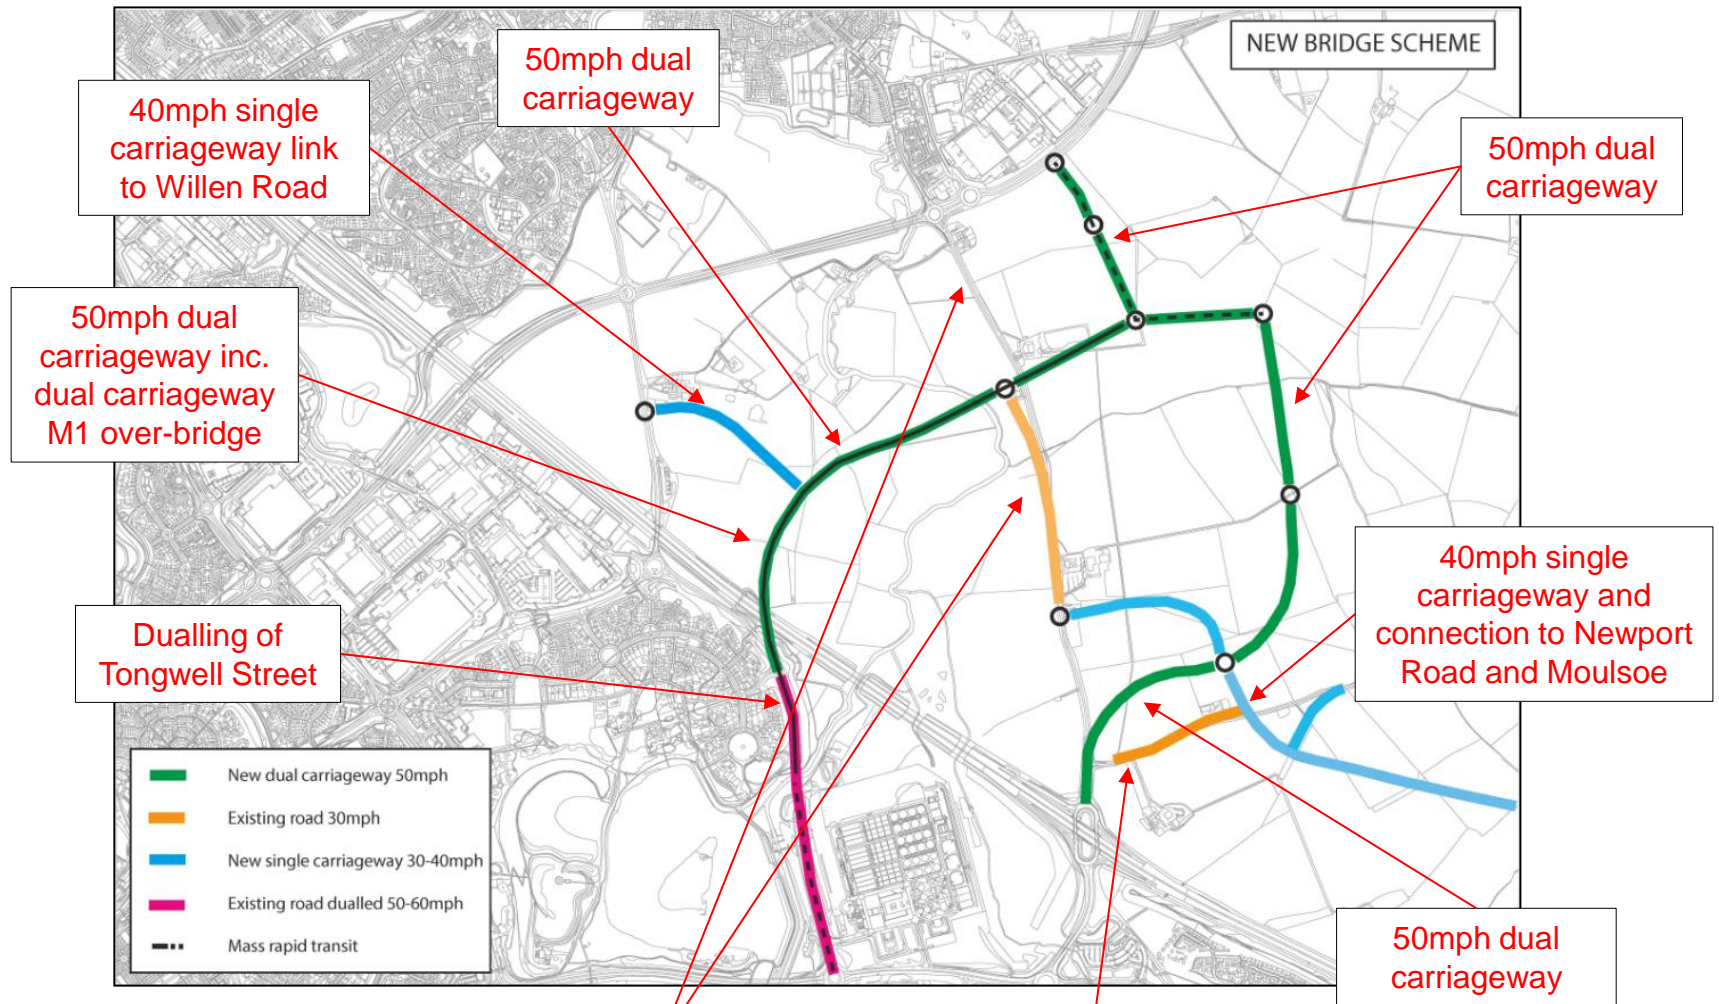 NEW BRIDGE SCHEME
50mph dual
carriageway
40mph single
carriageway link
to Willen Road
50mph dual
carriageway
50mph dual
carriageway inc.
dual carriageway
M1 over-bridge
40mph single
carriageway and
connection to Newport
Road and Moulsoe
Dualling of
Tongwell Street
New dual carriageway 50mph
Existing road 30mph
New single carriageway 30-40mph
Existing road dualled 50-60mph
Mass rapid transit
50mph dual
carriageway